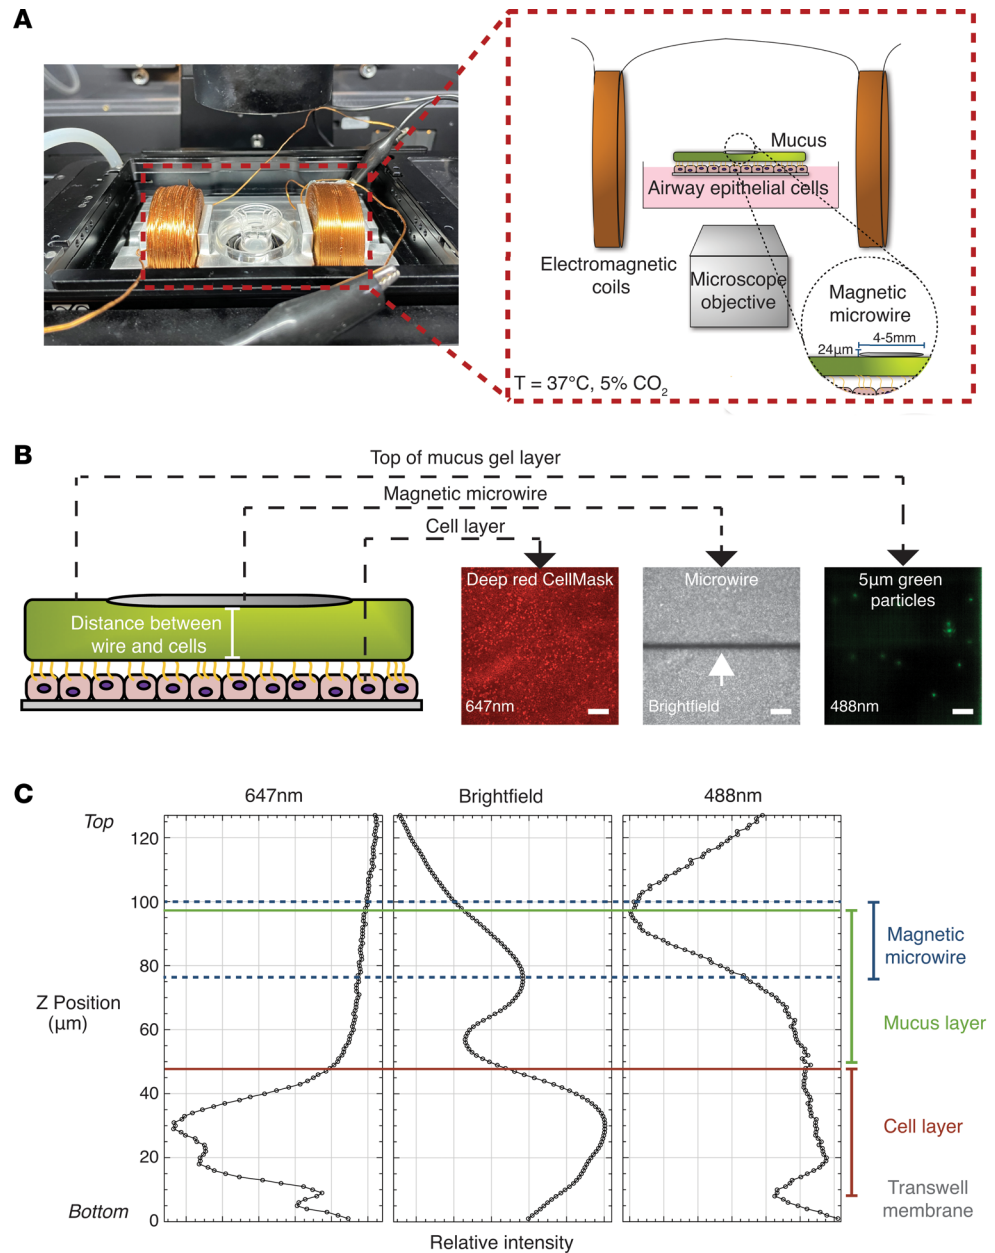 A
Mucus
Airway epithelial cells
Electromagnetic
coils
Microscope
objective
Magnetic
microwire
4-5mm
24µm
T = 37°C, 5% CO2
B
Top of mucus gel layer
Magnetic microwire
Cell layer
Distance between
wire and cells
Deep red CellMask
647nm
Microwire
Brightfield
5µm green
particles
488nm
C
647nm
Brightfield
488nm
Top
120
100
80
Z Position
(µm)
60
40
20
Bottom
0
Magnetic
microwire
Mucus layer
Cell layer
Transwell
membrane
Relative intensity